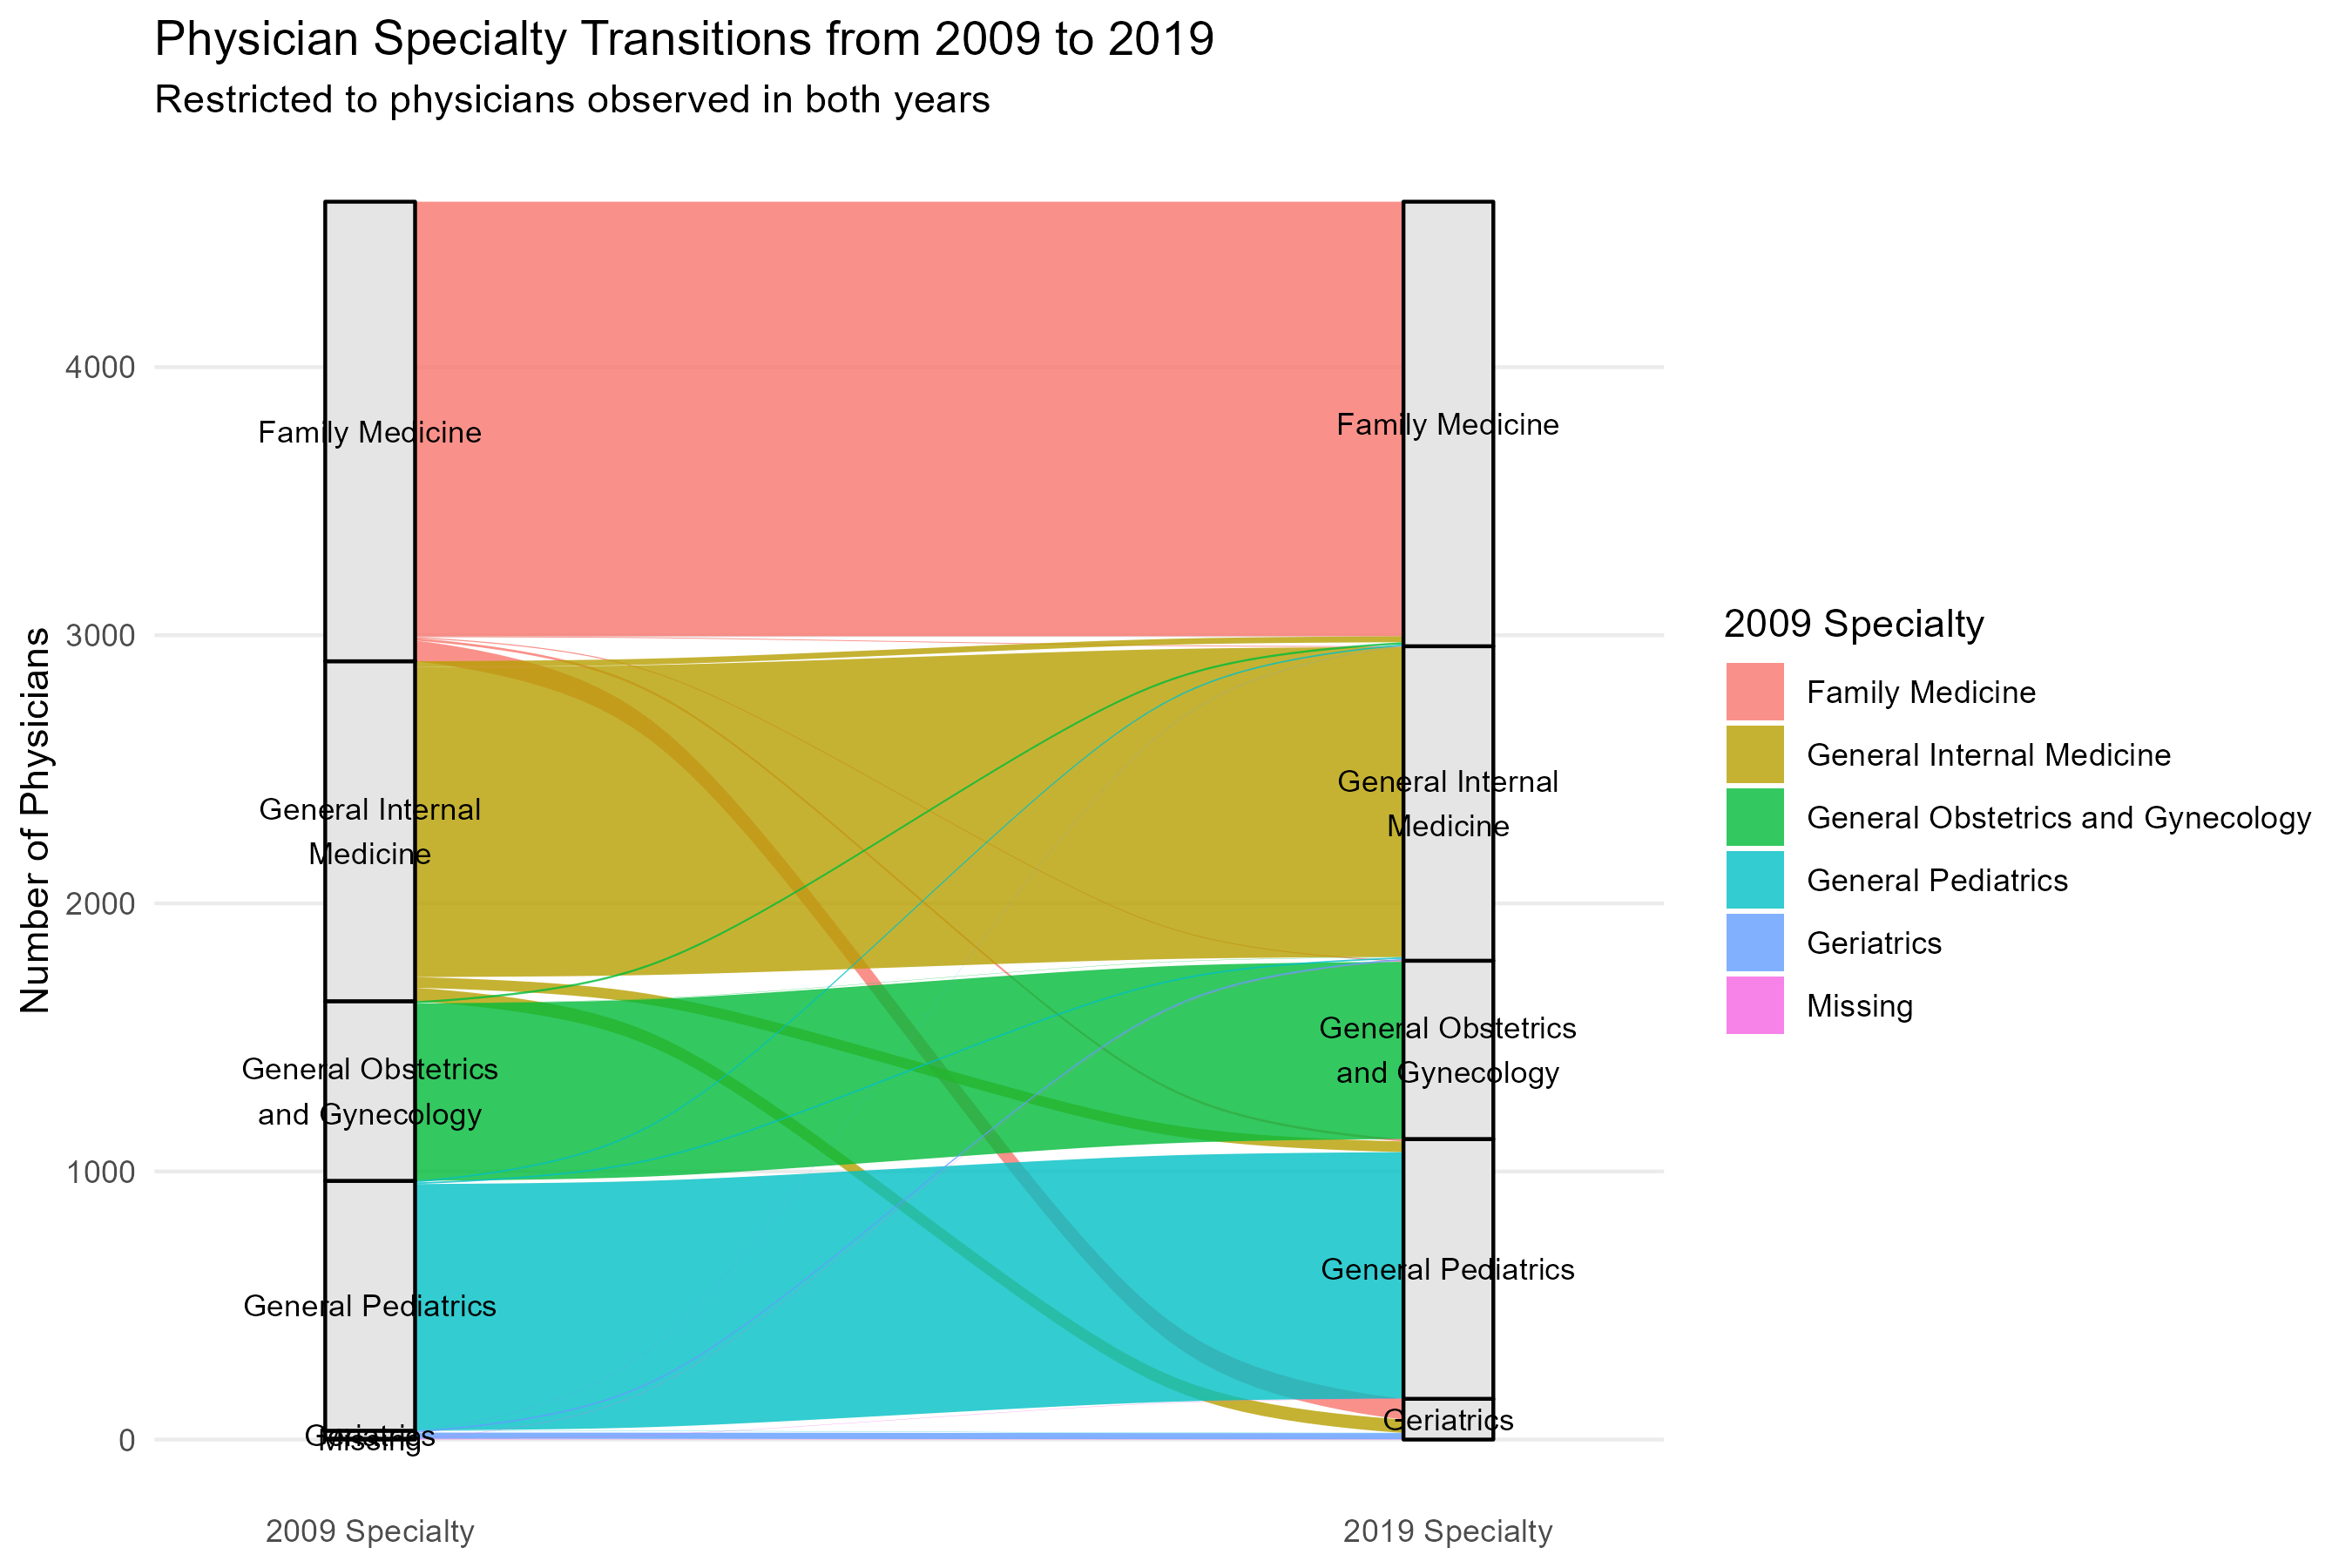 Physician Specialty Transitions from 2009 to 2019
Restricted to physicians observed in both years
Number of Physicians
4000
3000
2000
1000
0
Family Medicine
General Internal
Medicine
General Obstetrics
and Gynecology
General Pediatrics
Geriatrics
Missing
Family Medicine
General Internal
Medicine
General Obstetrics
and Gynecology
General Pediatrics
Geriatrics
2009 Specialty
2019 Specialty
2009 Specialty
Family Medicine
General Internal Medicine
General Obstetrics and Gynecology
General Pediatrics
Geriatrics
Missing